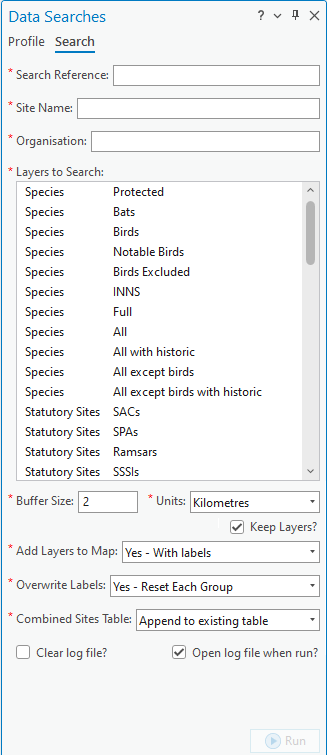 Data Searches ?
Profile Search
* Search Reference:
* Site Name:
* Organisation:
* Layers to Search:
Species Protected
Species Bats
Species Birds
Species Notable Birds
Species Birds Excluded
Species INNS
Species Full
Species All
Species All with historic
Species All except birds
Species All except birds with historic
Statutory Sites SACs
Statutory Sites SPAs
Statutory Sites Ramsars
Statutory Sites SSSIs
* Buffer Size: 2 * Units: Kilometres
Keep Layers?
* Add Layers to Map: Yes - With labels
* Overwrite Labels: Yes - Reset Each Group
* Combined Sites Table: Append to existing table
Clear log file? Open log file when run?
Run